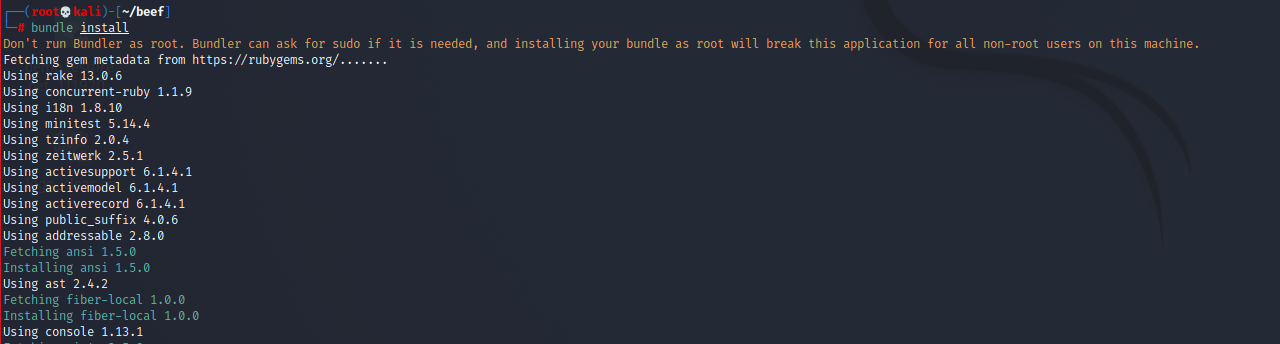 ┌──(root💀kali)-[~/beef]
└─# bundle install
Don't run Bundler as root. Bundler can ask for sudo if it is needed, and installing your bundle as root will break this application for all non-root users on this machine.
Fetching gem metadata from https://rubygems.org/.......
Using rake 13.0.6
Using concurrent-ruby 1.1.9
Using i18n 1.8.10
Using minitest 5.14.4
Using tzinfo 2.0.4
Using zeitwerk 2.5.1
Using activesupport 6.1.4.1
Using activemodel 6.1.4.1
Using activerecord 6.1.4.1
Using public_suffix 4.0.6
Using addressable 2.8.0
Fetching ansi 1.5.0
Installing ansi 1.5.0
Using ast 2.4.2
Fetching fiber-local 1.0.0
Installing fiber-local 1.0.0
Using console 1.13.1